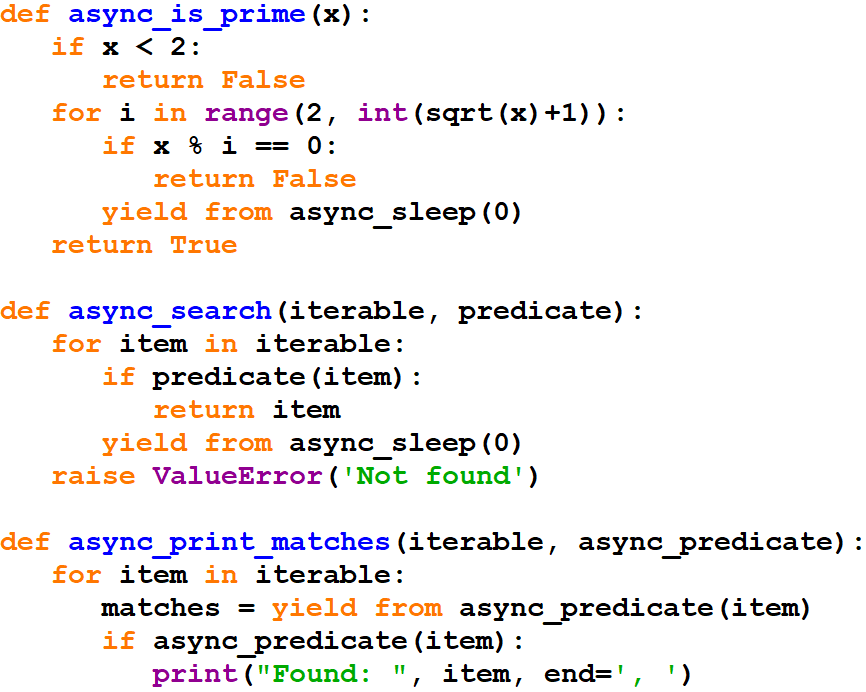 def async_is_prime(x):
   if x < 2:
      return False
   for i in range(2, int(sqrt(x)+1)):
      if x % i == 0:
         return False
      yield from async_sleep(0)
   return True

def async_search(iterable, predicate):
   for item in iterable:
      if predicate(item):
         return item
      yield from async_sleep(0)
   raise ValueError('Not found')

def async_print_matches(iterable, async_predicate):
   for item in iterable:
      matches = yield from async_predicate(item)
      if async_predicate(item):
         print("Found: ", item, end=', ')